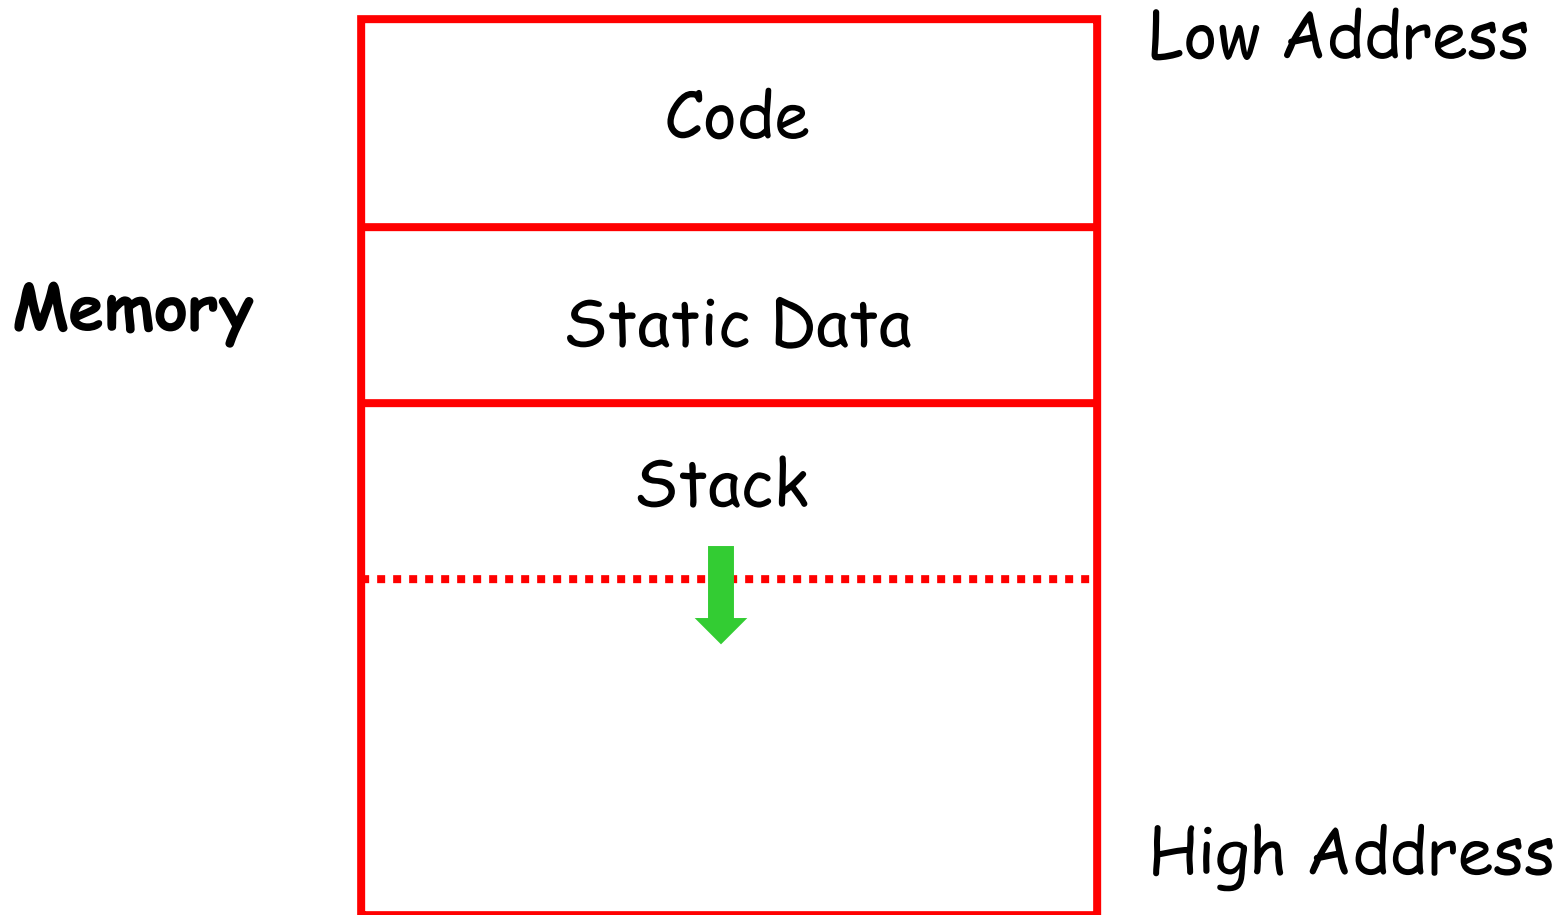 Low Address
Code
Memory
Static Data
Stack
High Address